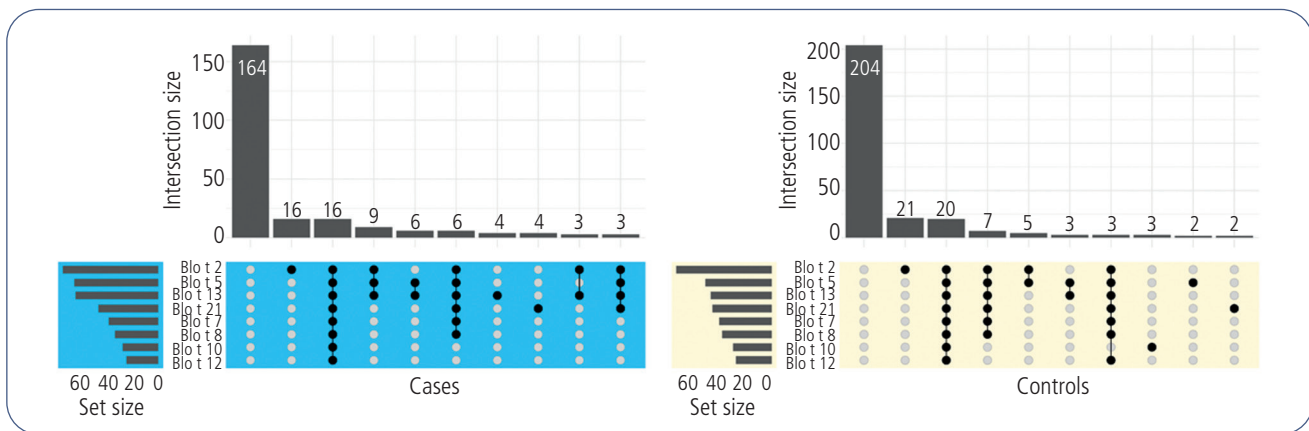 Intersection size
150
100
50
0
164
16
16
9
6
6
4
4
3
3
Blo t 2
Blo t 5
Blo t 13
Blo t 21
Blo t 7
Blo t 8
Blo t 10
Blo t 12
60 40 20 0
Set size
Cases
Intersection size
200
150
100
50
0
204
21
20
7
5
3
3
3
2
2
Blo t 2
Blo t 5
Blo t 13
Blo t 21
Blo t 7
Blo t 8
Blo t 10
Blo t 12
60 40 20 0
Set size
Controls